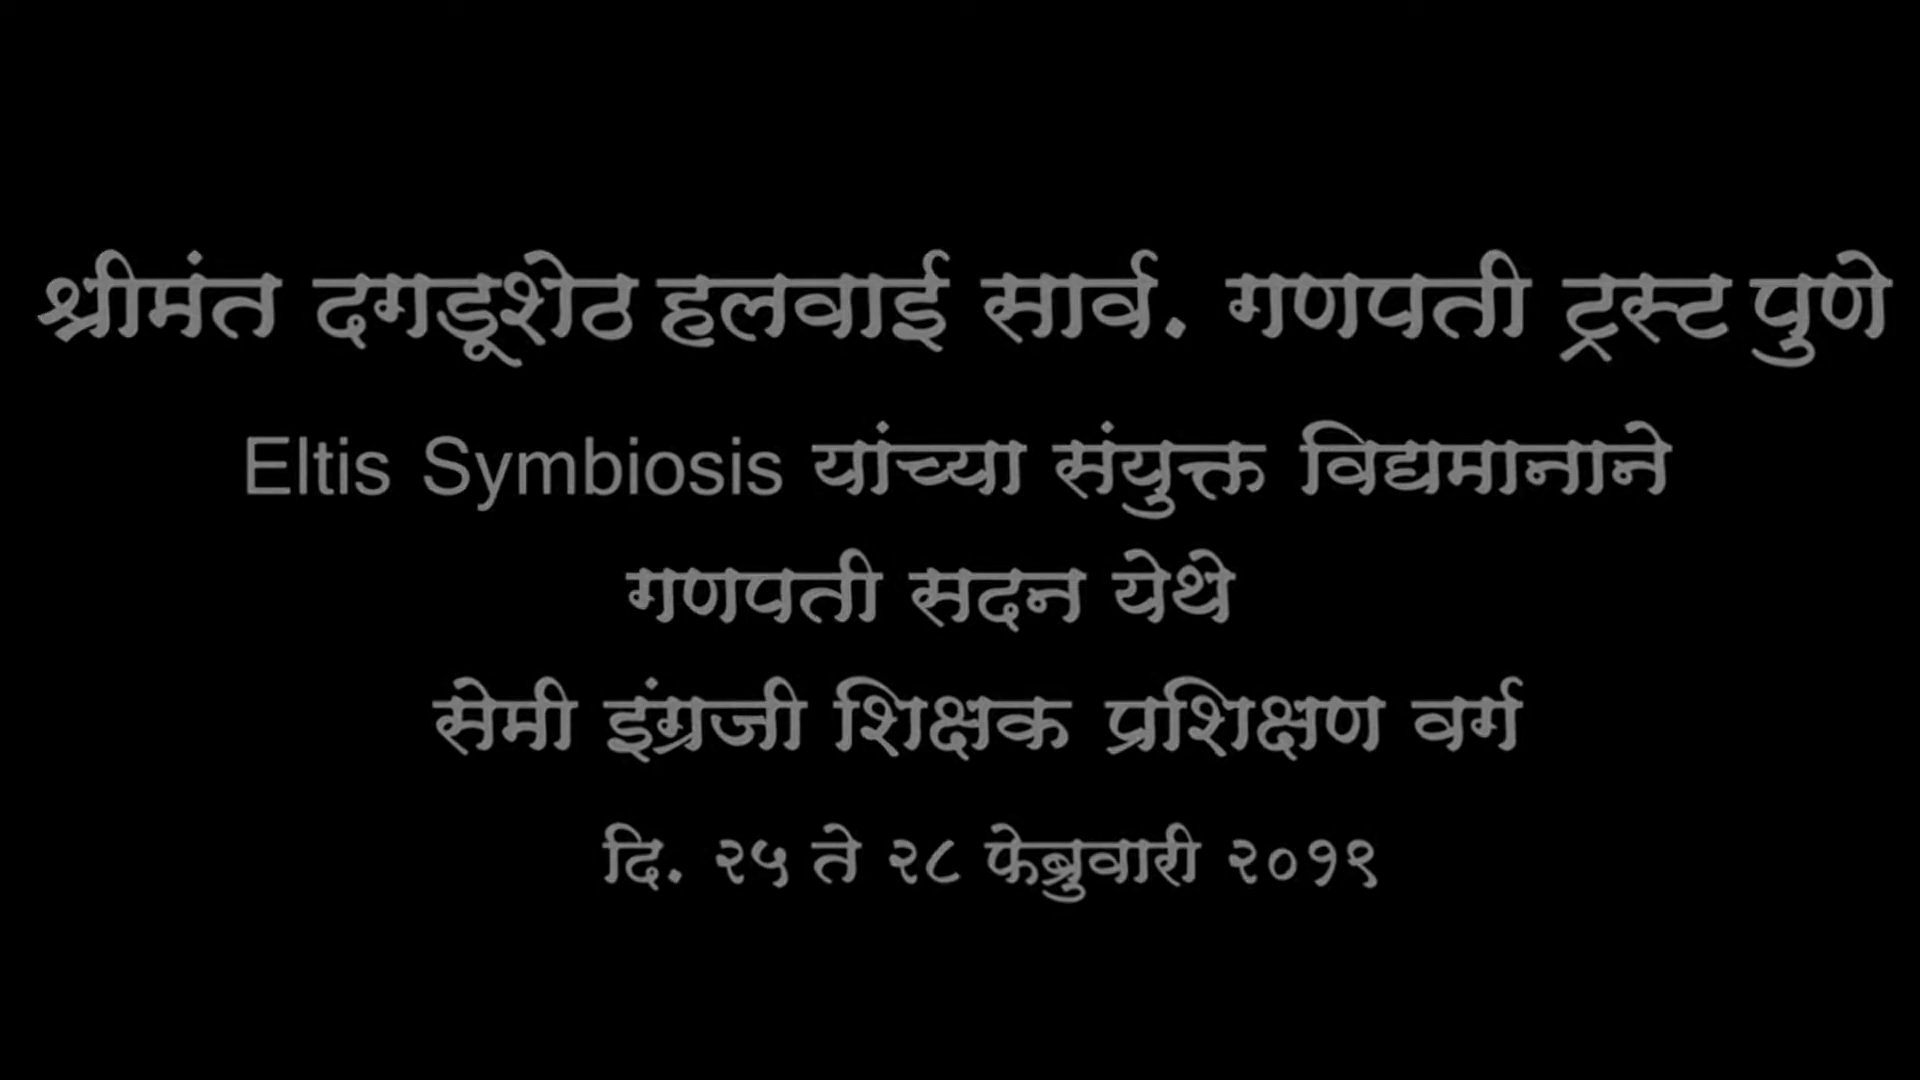 श्रीमंत दगडूशेठ हलवाई सार्व. गणपती ट्रस्ट पुणे
Eltis Symbiosis यांच्या संयुक्त विद्यमानाने
गणपती सदन येथे
सेमी इंग्रजी शिक्षक प्रशिक्षण वर्ग
दि. २५ ते २८ फेब्रुवारी २०१९